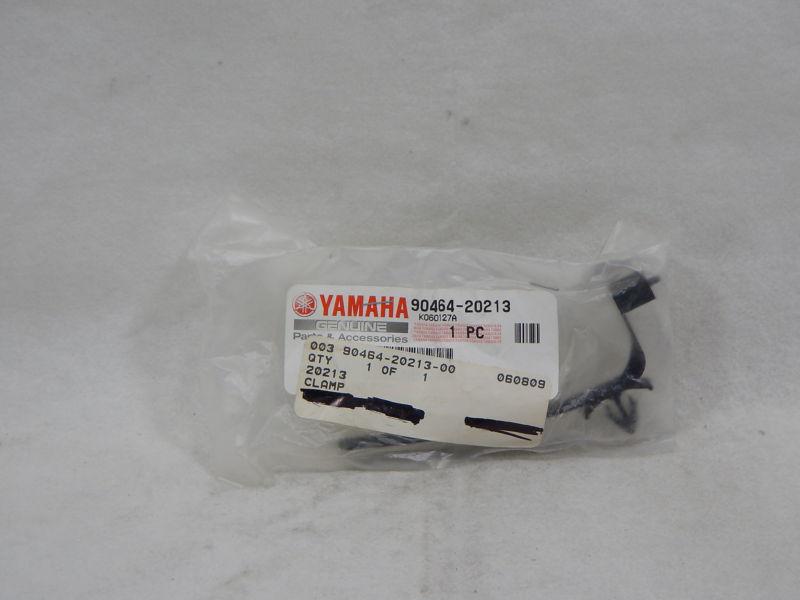 YAMAHA 90464-20213
K060127A
GENUINE
1 PC
Parts & Accessories
003 90464-20213-00
QTY 1 OF 1
20213 060809
CLAMP